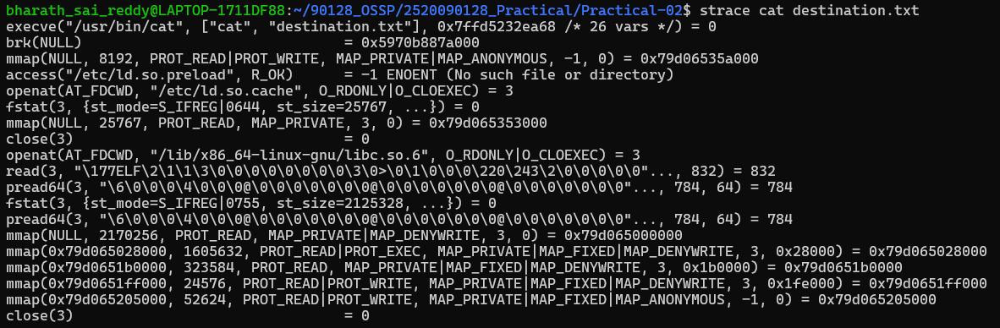 bharath_sai_reddy@LAPTOP-1711DF88:~/90128_OSSP/2520090128_Practical/Practical-02$ strace cat destination.txt
execve("/usr/bin/cat", ["cat", "destination.txt"], 0x7ffd5232ea68 /* 26 vars */) = 0
brk(NULL)                               = 0x5970b887a000
mmap(NULL, 8192, PROT_READ|PROT_WRITE, MAP_PRIVATE|MAP_ANONYMOUS, -1, 0) = 0x79d06535a000
access("/etc/ld.so.preload", R_OK)      = -1 ENOENT (No such file or directory)
openat(AT_FDCWD, "/etc/ld.so.cache", O_RDONLY|O_CLOEXEC) = 3
fstat(3, {st_mode=S_IFREG|0644, st_size=25767, ...}) = 0
mmap(NULL, 25767, PROT_READ, MAP_PRIVATE, 3, 0) = 0x79d065353000
close(3)                                = 0
openat(AT_FDCWD, "/lib/x86_64-linux-gnu/libc.so.6", O_RDONLY|O_CLOEXEC) = 3
read(3, "\177ELF\2\1\1\3\0\0\0\0\0\0\0\0\3\0>\0\1\0\0\0\220\243\2\0\0\0\0\0"..., 832) = 832
pread64(3, "\6\0\0\0\4\0\0\0@\0\0\0\0\0\0\0@\0\0\0\0\0\0\0@\0\0\0\0\0\0\0"..., 784, 64) = 784
fstat(3, {st_mode=S_IFREG|0755, st_size=2125328, ...}) = 0
pread64(3, "\6\0\0\0\4\0\0\0@\0\0\0\0\0\0\0@\0\0\0\0\0\0\0@\0\0\0\0\0\0\0"..., 784, 64) = 784
mmap(NULL, 2170256, PROT_READ, MAP_PRIVATE|MAP_DENYWRITE, 3, 0) = 0x79d065000000
mmap(0x79d065028000, 1605632, PROT_READ|PROT_EXEC, MAP_PRIVATE|MAP_FIXED|MAP_DENYWRITE, 3, 0x28000) = 0x79d065028000
mmap(0x79d0651b0000, 323584, PROT_READ, MAP_PRIVATE|MAP_FIXED|MAP_DENYWRITE, 3, 0x1b0000) = 0x79d0651b0000
mmap(0x79d0651ff000, 24576, PROT_READ|PROT_WRITE, MAP_PRIVATE|MAP_FIXED|MAP_DENYWRITE, 3, 0x1fe000) = 0x79d0651ff000
mmap(0x79d065205000, 52624, PROT_READ|PROT_WRITE, MAP_PRIVATE|MAP_FIXED|MAP_ANONYMOUS, -1, 0) = 0x79d065205000
close(3)                                = 0